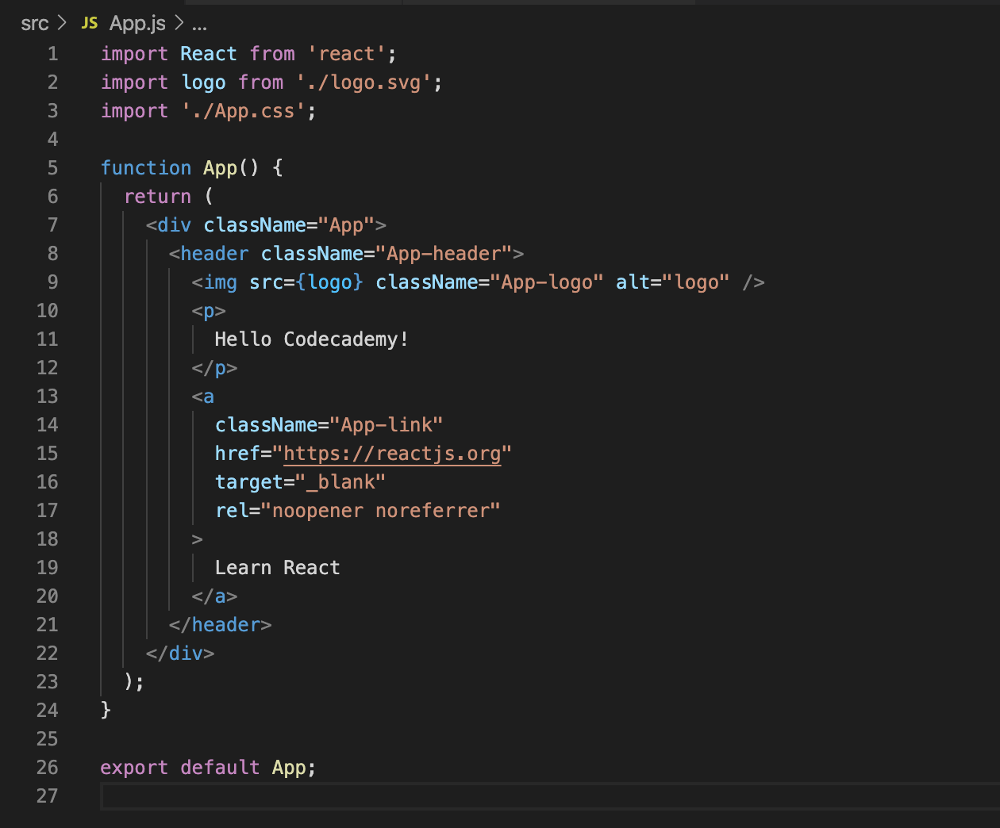 src > JS App.js > ...
1 import React from 'react';
2 import logo from './logo.svg';
3 import './App.css';
4
5 function App() {
6   return (
7     <div className="App">
8       <header className="App-header">
9         <img src={logo} className="App-logo" alt="logo" />
10         <p>
11           Hello Codecademy!
12         </p>
13         <a
14           className="App-link"
15           href="https://reactjs.org"
16           target="_blank"
17           rel="noopener noreferrer"
18         >
19           Learn React
20         </a>
21       </header>
22     </div>
23   );
24 }
25
26 export default App;
27